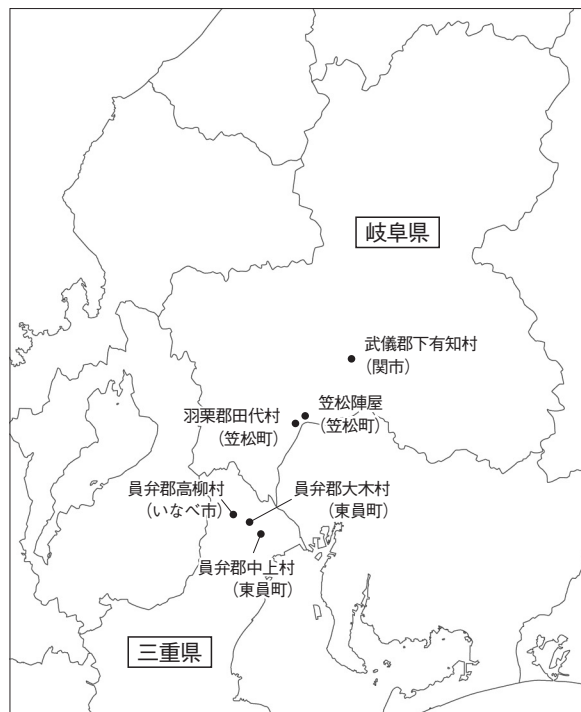 岐阜県
武儀郡下有知村
(関市)
笠松陣屋
(笠松町)
羽栗郡田代村
(笠松町)
員弁郡高柳村
(いなべ市)
員弁郡大木村
(東員町)
員弁郡中上村
(東員町)
三重県